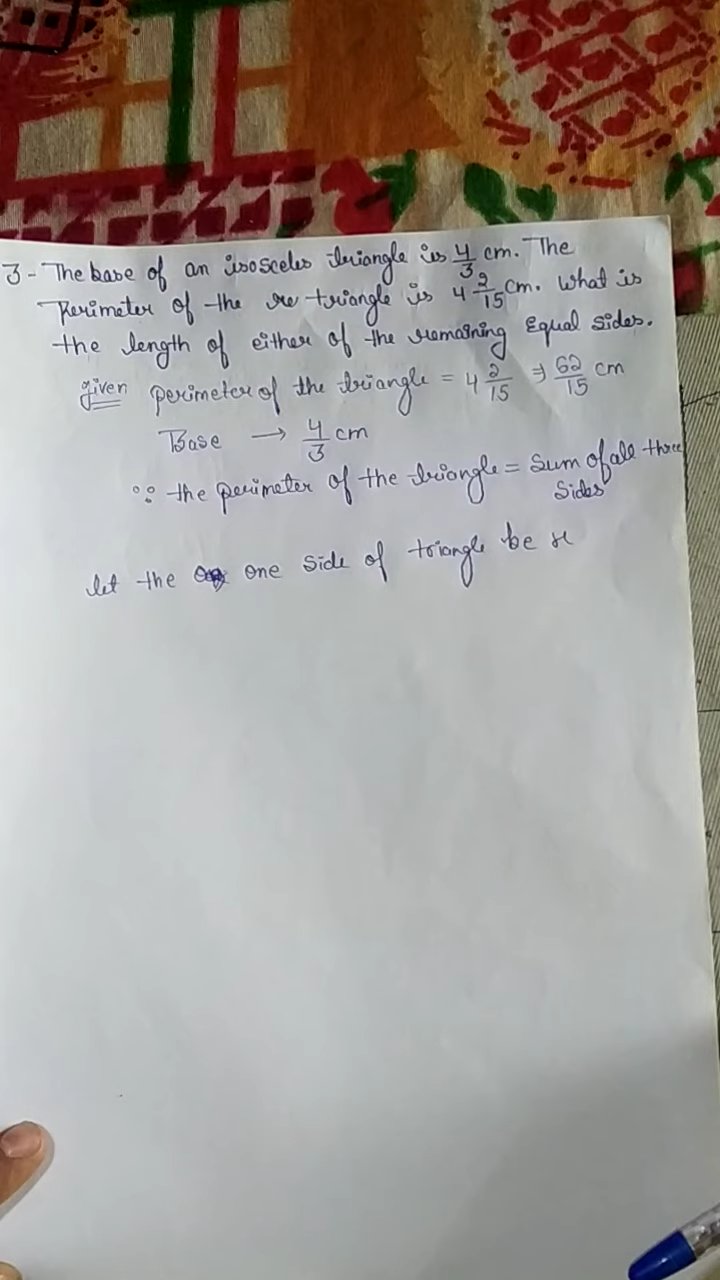 3- The base of an isosceles triangle is 4/3 cm. The
Perimeter of the re triangle is 4 2/15 cm. What is
the length of either of the remaining equal sides.
given perimeter of the triangle = 4 2/15 ⇒ 62/15 cm
Base → 4/3 cm
∵ the perimeter of the triangle = Sum of all three
Sides
let the one side of triangle be x